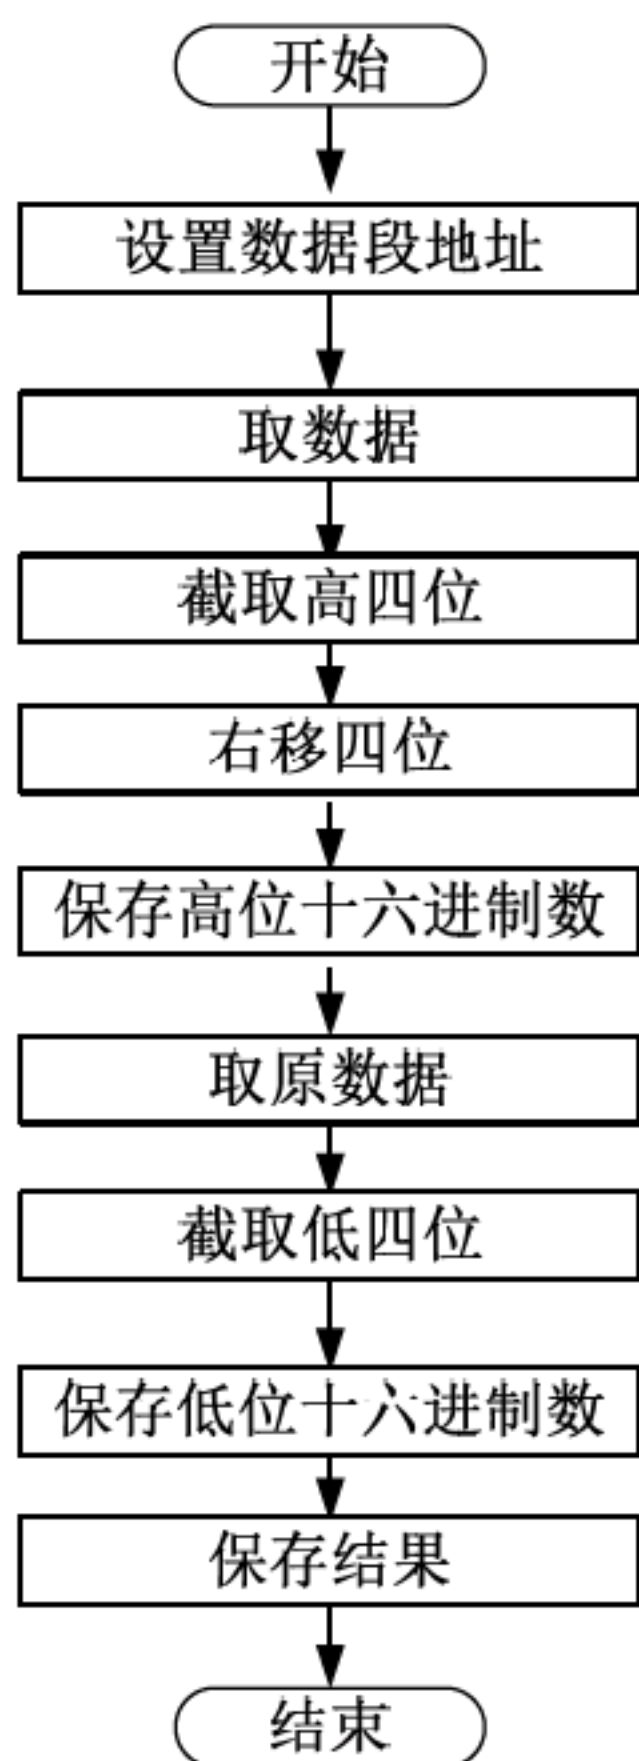 开始
设置数据段地址
取数据
截取高四位
右移四位
保存高位十六进制数
取原数据
截取低四位
保存低位十六进制数
保存结果
结束